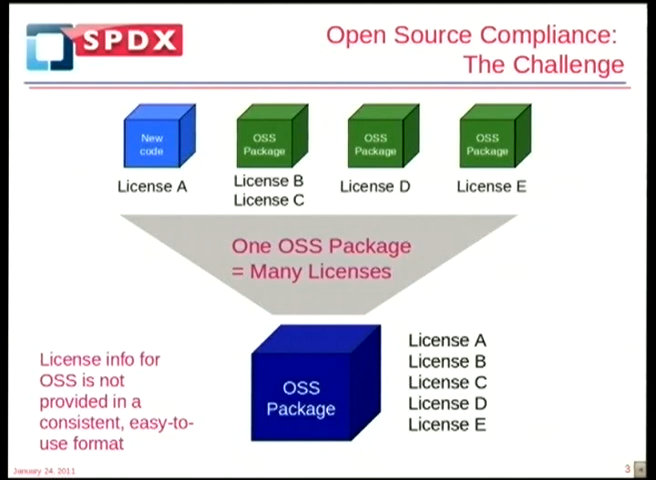 SPDX
Open Source Compliance:
The Challenge
New
code
OSS
Package
OSS
Package
OSS
Package
License A
License B
License C
License D
License E
One OSS Package
= Many Licenses
License info for
OSS is not
provided in a
consistent, easy-to-
use format
OSS
Package
License A
License B
License C
License D
License E
January 24, 2011
3